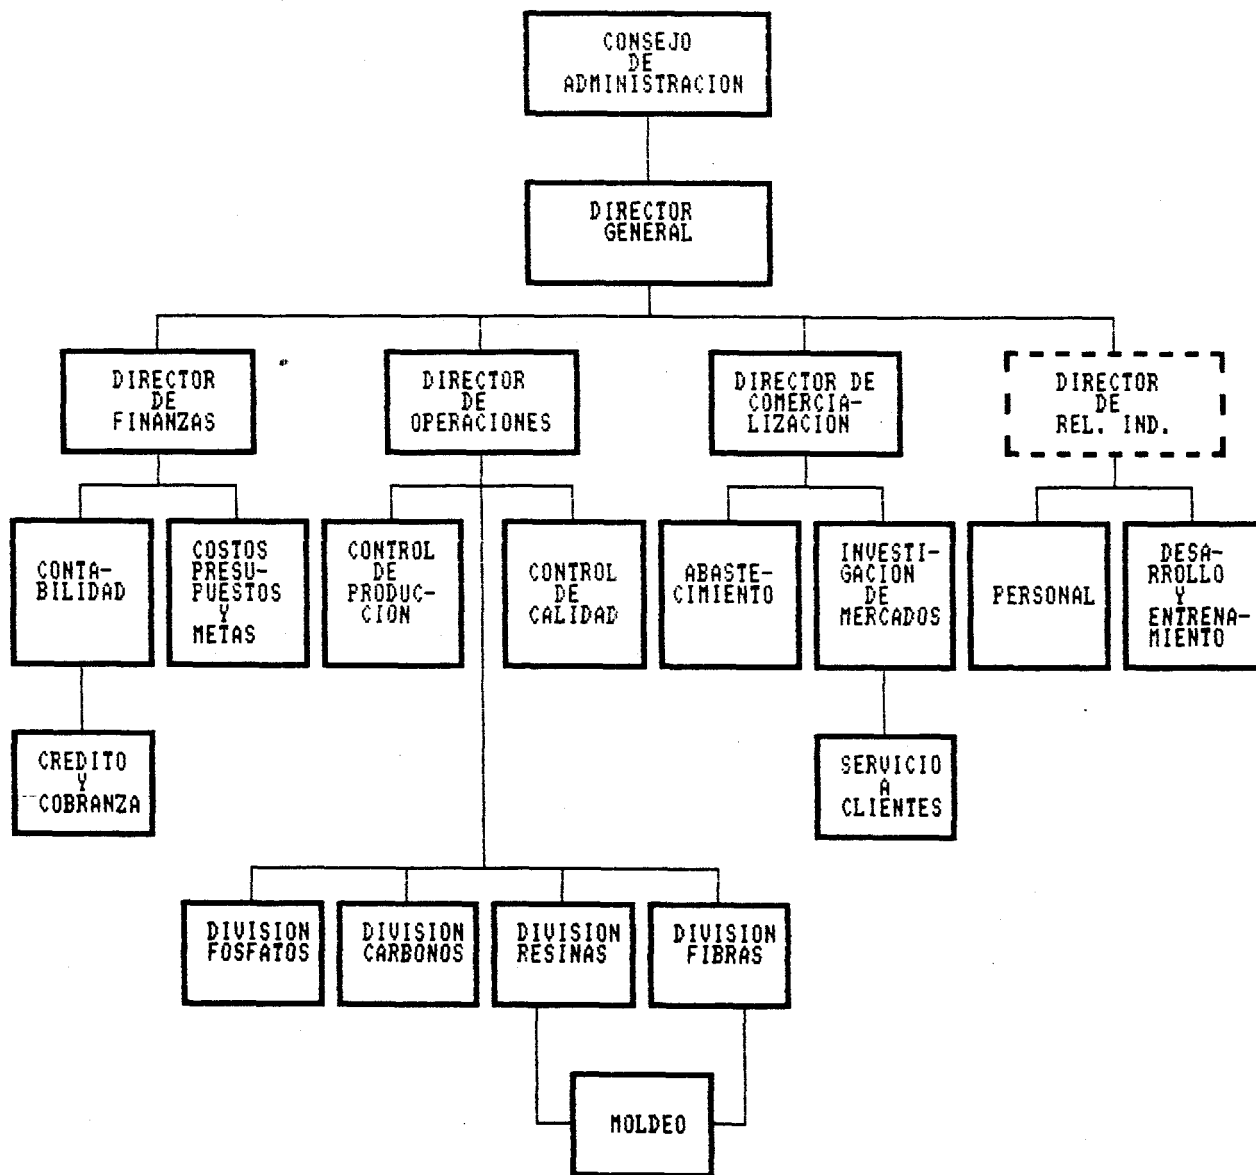 CONSEJO
DE
ADMINISTRACION
DIRECTOR
GENERAL
DIRECTOR
DE
FINANZAS
DIRECTOR
DE
OPERACIONES
DIRECTOR DE
COMERCIA-
LIZACION
DIRECTOR
DE
REL. IND.
CONTA-
BILIDAD
COSTOS
PRESU-
PUESTOS
Y
METAS
CONTROL
DE
PRODUC-
CION
CONTROL
DE
CALIDAD
ABASTE-
CIMIENTO
INVESTI-
GACION
DE
MERCADOS
PERSONAL
DESA-
RROLLO
Y
ENTRENA-
MIENTO
CREDITO
Y
COBRANZA
SERVICIO
A
CLIENTES
DIVISION
FOSFATOS
DIVISION
CARBONOS
DIVISION
RESINAS
DIVISION
FIBRAS
MOLDEO